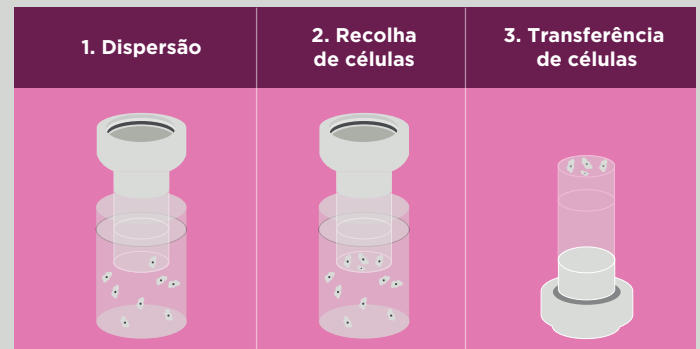 1. Dispersão
2. Recolha
de células
3. Transferência
de células